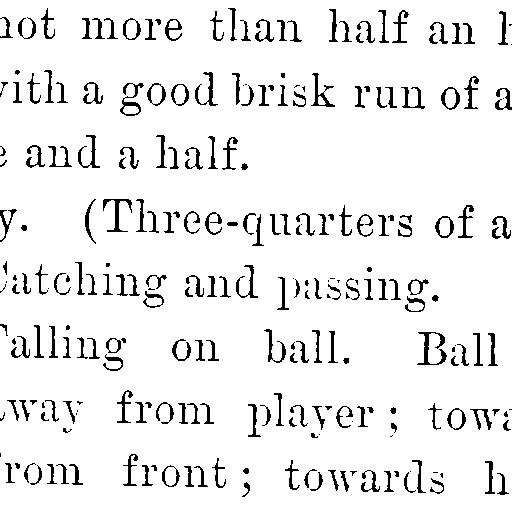 not more than half an h
with a good brisk run of a
e and a half.
y. (Three-quarters of a
Catching and passing.
Falling on ball. Ball
away from player; towa
from front; towards h